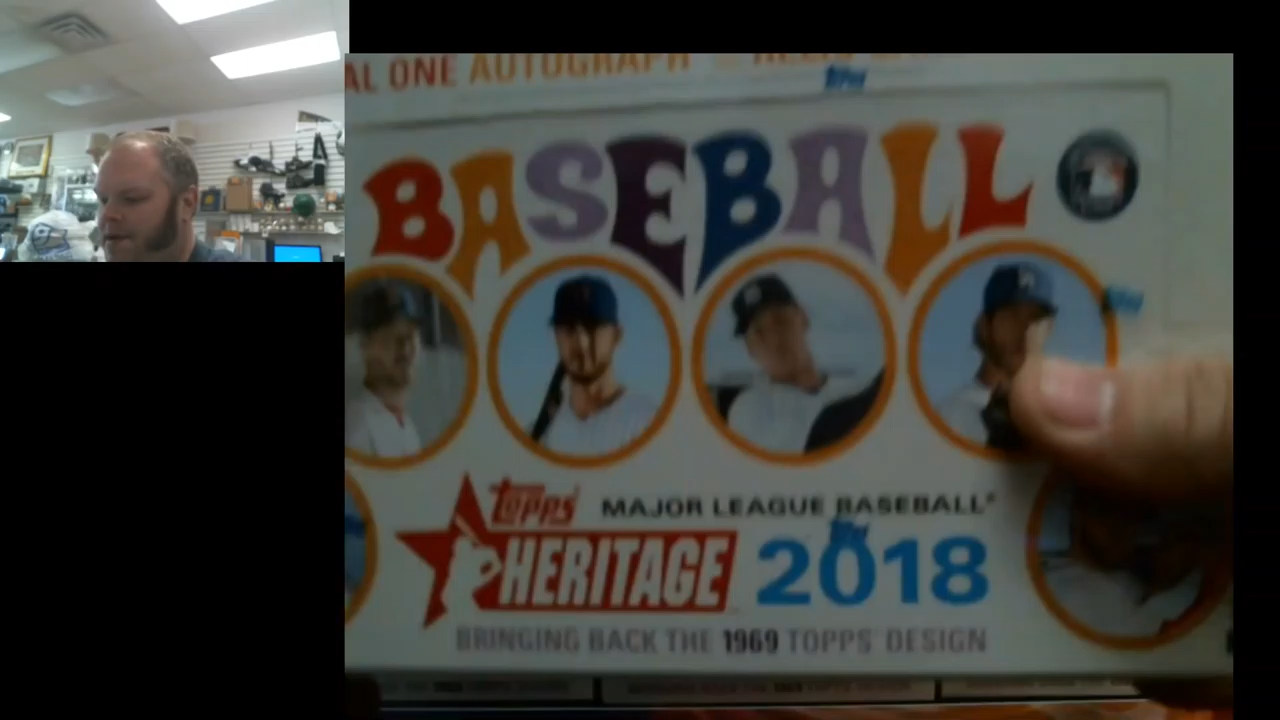 AL ONE AUTOGRAPH
BASEBALL
topps MAJOR LEAGUE BASEBALL
HERITAGE 2018
BRINGING BACK THE 1969 TOPPS DESIGN